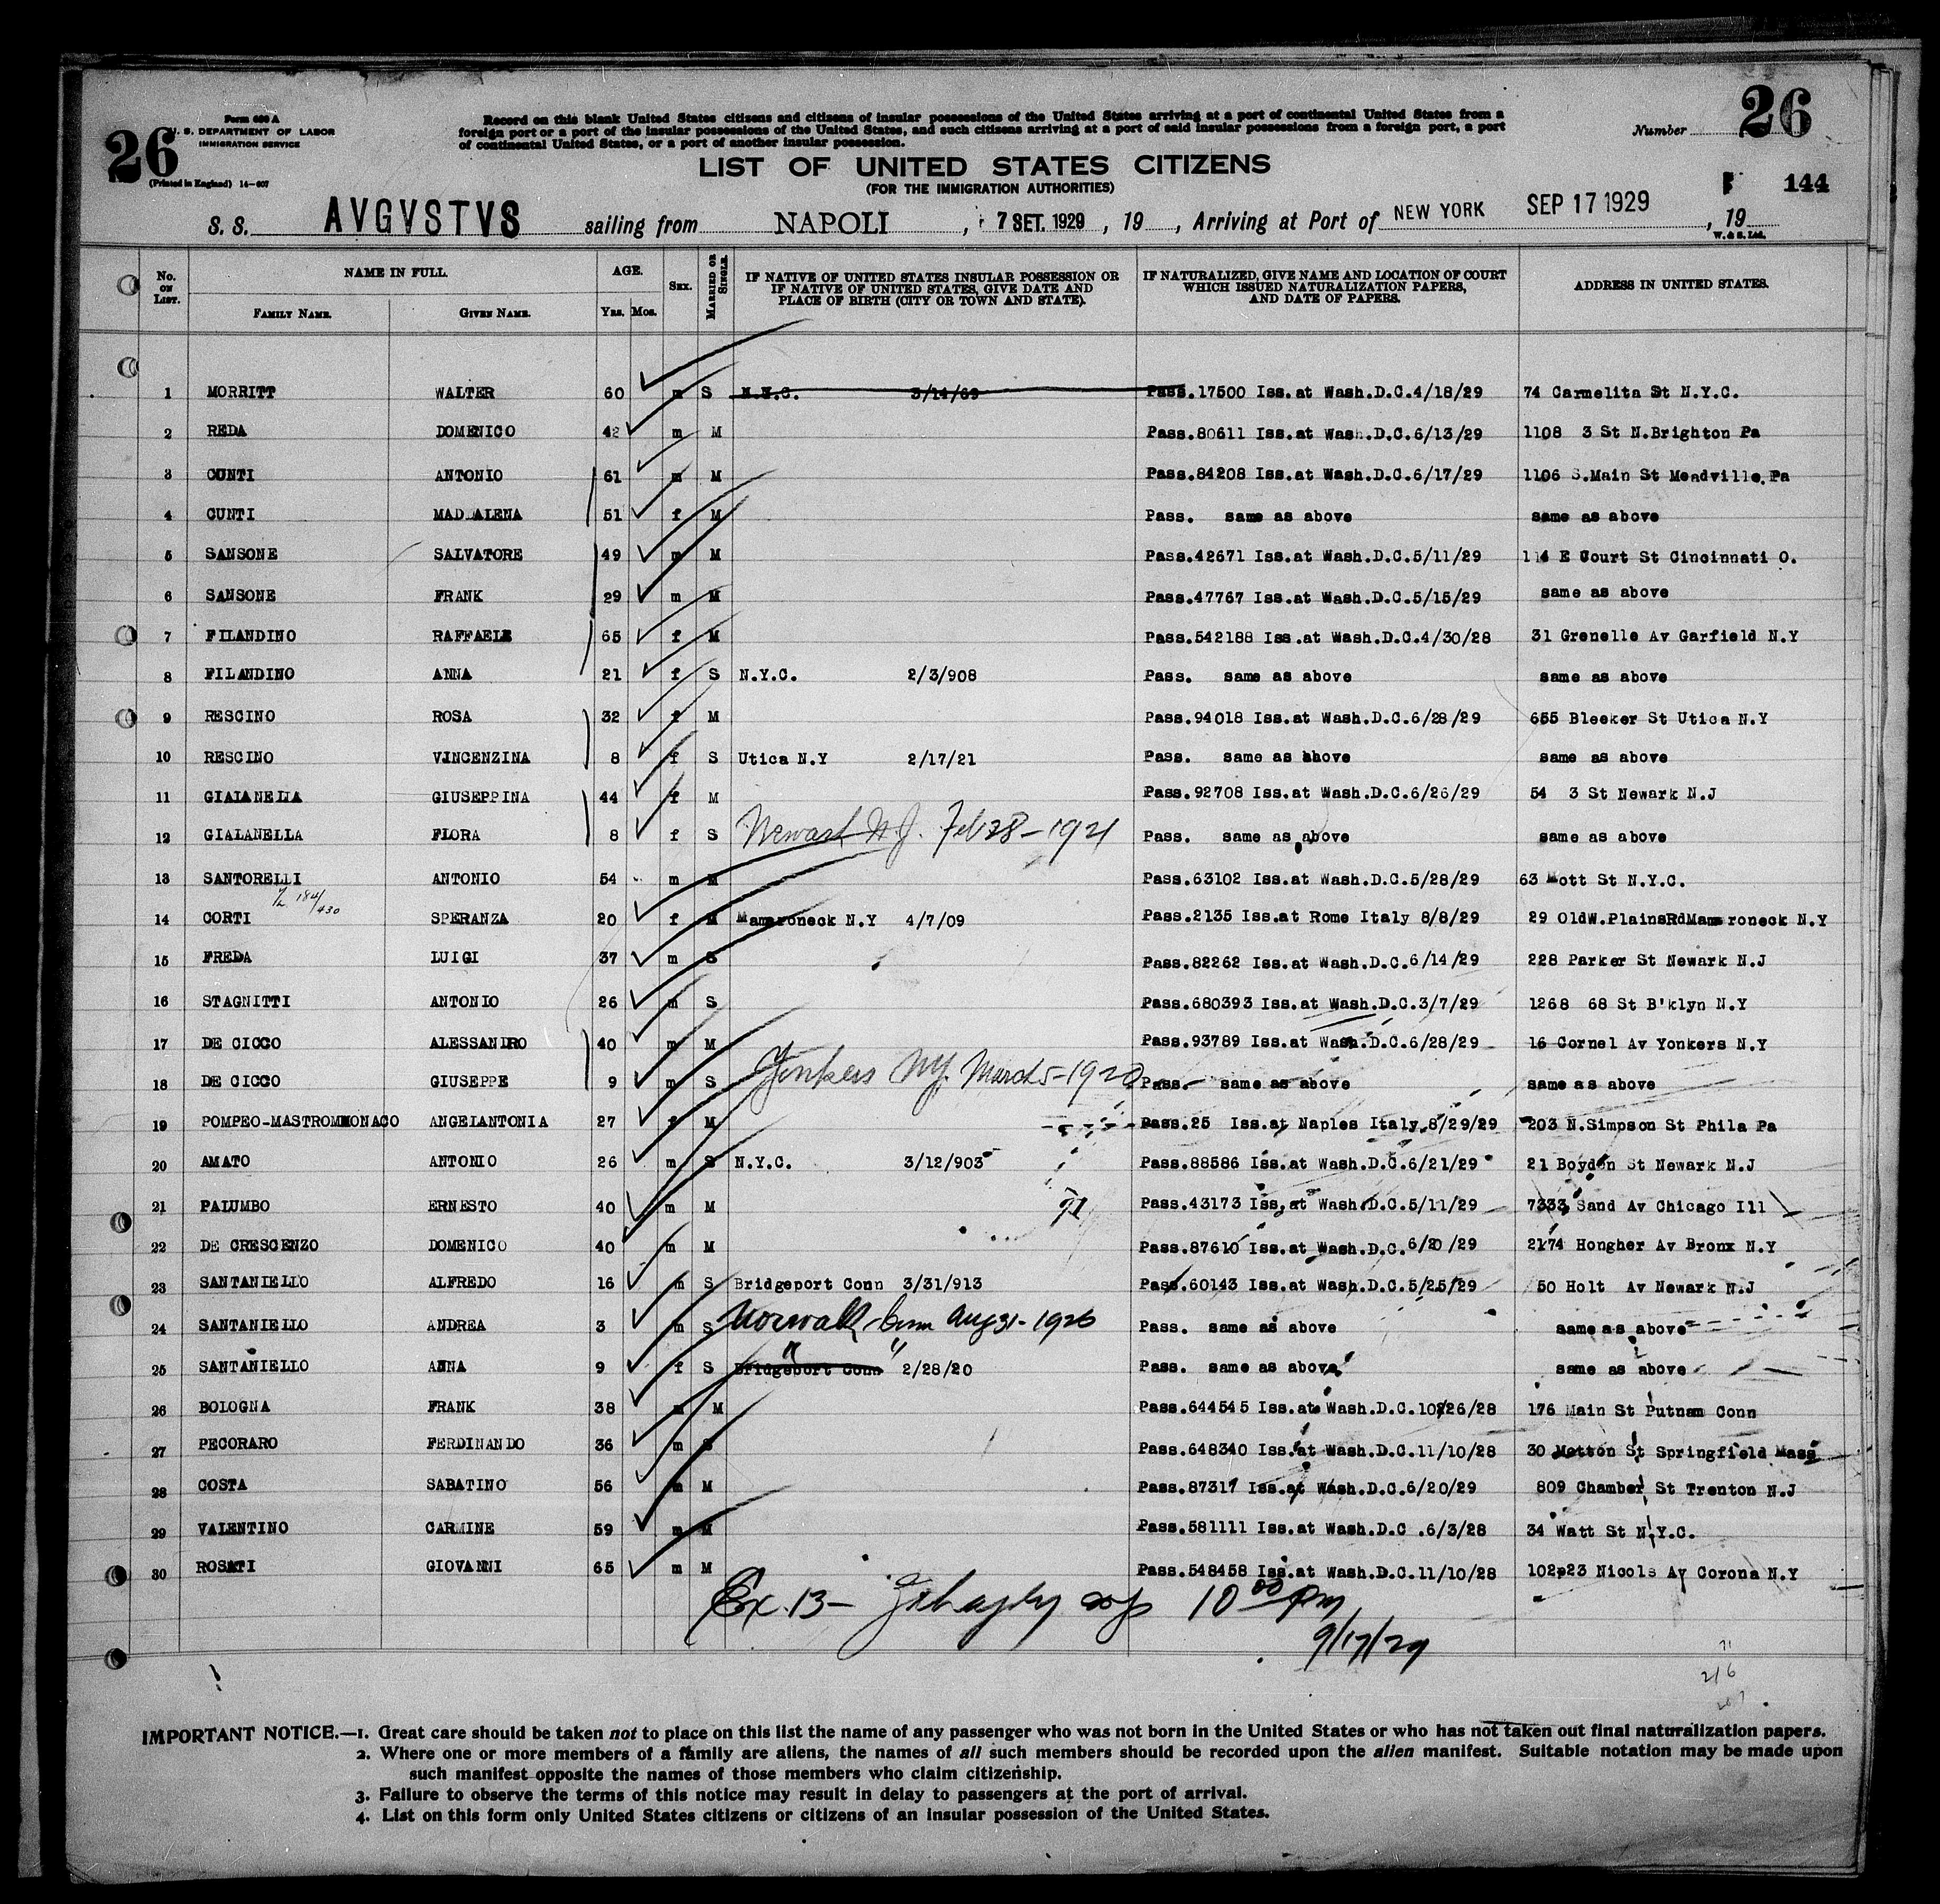 Form 630 A
U. S. DEPARTMENT OF LABOR
IMMIGRATION SERVICE
26
(Printed in England) 14—607
Record on this blank United States citizens and citizens of insular possessions of the United States arriving at a port of continental United States from a
foreign port or a port of the insular possessions of the United States, and such citizens arriving at a port of said insular possessions from a foreign port, a port
of continental United States, or a port of another insular possession.
Number 26
LIST OF UNITED STATES CITIZENS
(FOR THE IMMIGRATION AUTHORITIES)
144
S. S. AVGVSTVS sailing from NAPOLI, 7 SET. 1929, 19 , Arriving at Port of NEW YORK SEP 17 1929, 19
W. & S. Ltd.
No. ON LIST. NAME IN FULL. AGE. SEX. MARRIED OR SINGLE. IF NATIVE OF UNITED STATES INSULAR POSSESSION OR IF NATIVE OF UNITED STATES, GIVE DATE AND PLACE OF BIRTH (CITY OR TOWN AND STATE). IF NATURALIZED, GIVE NAME AND LOCATION OF COURT WHICH ISSUED NATURALIZATION PAPERS, AND DATE OF PAPERS. ADDRESS IN UNITED STATES.
FAMILY NAME. GIVEN NAME. YRS. MOS.
1 MORRITT WALTER 60 m S N.Y.C. 3/14/69 Pass.17500 Iss.at Wash.D.C.4/18/29 74 Carmelita St N.Y.C.
2 REDA DOMENICO 42 m M Pass.80611 Iss.at Wash.D.C.6/13/29 1108 3 St N.Brighton Pa
3 CUNTI ANTONIO 61 m M Pass.84208 Iss.at Wash.D.C.6/17/29 1106 S.Main St Meadville.Pa
4 CUNTI MADDALENA 51 f M Pass. same as above same as above
5 SANSONE SALVATORE 49 m M Pass.42671 Iss.at Wash.D.C.5/11/29 114 E Court St Cincinnati O.
6 SANSONE FRANK 29 m M Pass.47767 Iss.at Wash.D.C.5/15/29 same as above
7 FILANDINO RAFFAELE 65 f M Pass.542188 Iss.at Wash.D.C.4/30/28 31 Grenelle Av Garfield N.Y
8 FILANDINO ANNA 21 f S N.Y.C. 2/3/908 Pass. same as above same as above
9 RESCINO ROSA 32 f M Pass.94018 Iss.at Wash.D.C.6/28/29 655 Bleeker St Utica N.Y
10 RESCINO VINCENZINA 8 f S Utica N.Y 2/17/21 Pass. same as above same as above
11 GIAIANELIA GIUSEPPINA 44 f M Pass.92708 Iss.at Wash.D.C.6/26/29 54 3 St Newark N.J
12 GIALANELLA FLORA 8 f S Newark N.J. Feb 28-1921 Pass. same as above same as above
13 SANTORELLI ANTONIO 54 m M Pass.63102 Iss.at Wash.D.C.5/28/29 63 Mott St N.Y.C.
14 CORTI SPERANZA 20 f M Mamaroneck N.Y 4/7/09 Pass.2135 Iss.at Rome Italy 8/8/29 29 OldW.PlainsRdMamaroneck N.Y
15 FREDA LUIGI 37 m S Pass.82262 Iss.at Wash.D.C.6/14/29 228 Parker St Newark N.J
16 STAGNITTI ANTONIO 26 m S Pass.680393 Iss.at Wash.D.C.3/7/29 1268 68 St B'klyn N.Y
17 DE CICCO ALESSANDRO 40 m M Pass.93789 Iss.at Wash.D.C.6/28/29 16 Cornel Av Yonkers N.Y
18 DE CICCO GIUSEPPE 9 m S Yonkers N.Y. March 5-1920 Pass. same as above same as above
19 POMPEO-MASTROMMONACO ANGELANTONIA 27 f M Pass.25 Iss.at Naples Italy.8/29/29 203 N.Simpson St Phila Pa
20 AMATO ANTONIO 26 m S N.Y.C. 3/12/903 Pass.88586 Iss.at Wash.D.C.6/21/29 21 Boyden St Newark N.J
21 PALUMBO ERNESTO 40 m M Pass.43173 Iss.at Wash.D.C.5/11/29 7333 Sand Av Chicago Ill
22 DE CRESCENZO DOMENICO 40 m M Pass.87610 Iss.at Wash.D.C.6/20/29 2174 Hongher Av Bronx N.Y
23 SANTANIELLO ALFREDO 16 m S Bridgeport Conn 3/31/913 Pass.60143 Iss.at Wash.D.C.5/25/29 50 Holt Av Newark N.J
24 SANTANIELLO ANDREA 3 m S Norwalk - Conn Aug 31-1926 Pass. same as above same as above
25 SANTANIELLO ANNA 9 f S Bridgeport Conn " " 2/28/20 Pass. same as above same as above
26 BOLOGNA FRANK 38 m M Pass.644545 Iss.at Wash.D.C.10/26/28 176 Main St Putnam Conn
27 PECORARO FERDINANDO 36 m S Pass.648340 Iss.at Wash.D.C.11/10/28 30 Metton St Springfield Mass
28 COSTA SABATINO 56 m M Pass.87317 Iss.at Wash.D.C.6/20/29 809 Chamber St Trenton N.J
29 VALENTINO CARMINE 59 m M Pass.581111 Iss.at Wash.D.C .6/3/28 34 Watt St N.Y.C.
30 ROSATI GIOVANNI 65 m M Pass.548458 Iss.at Wash.D.C.11/10/28 102-23 Nicols Av Corona N.Y
Ex. 13- 10 00 Pm
9/17/29
IMPORTANT NOTICE.—1. Great care should be taken not to place on this list the name of any passenger who was not born in the United States or who has not taken out final naturalization papers.
2. Where one or more members of a family are aliens, the names of all such members should be recorded upon the alien manifest. Suitable notation may be made upon
such manifest opposite the names of those members who claim citizenship.
3. Failure to observe the terms of this notice may result in delay to passengers at the port of arrival.
4. List on this form only United States citizens or citizens of an insular possession of the United States.